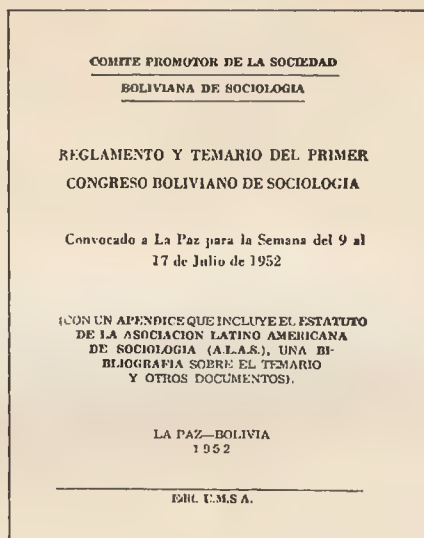 COMITE PROMOTOR DE LA SOCIEDAD
BOLIVIANA DE SOCIOLOGIA
REGLAMENTO Y TEMARIO DEL PRIMER
CONGRESO BOLIVIANO DE SOCIOLOGIA
Convocado a La Paz para la Semana del 9 al
17 de Julio de 1952
(CON UN APENDICE QUE INCLUYE EL ESTATUTO
DE LA ASOCIACION LATINO AMERICANA
DE SOCIOLOGIA (A.L.A.S.), UNA BI-
BLIOGRAFIA SOBRE EL TEMARIO
Y OTROS DOCUMENTOS).
LA PAZ—BOLIVIA
1952
Edit. U.M.S A.